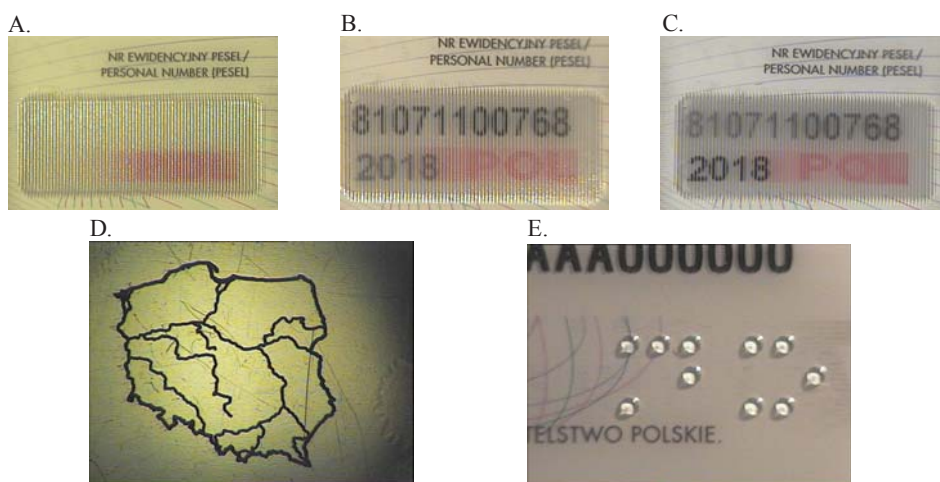 A.
NR EWIDENCYJNY PESEL/
PERSONAL NUMBER (PESEL)
POL
B.
NR EWIDENCYJNY PESEL/
PERSONAL NUMBER (PESEL)
81071100768
2018 POL
C.
NR EWIDENCYJNY PESEL/
PERSONAL NUMBER (PESEL)
81071100768
2018 POL
D.
E.
AAA000000
TELSTWO POLSKIE.